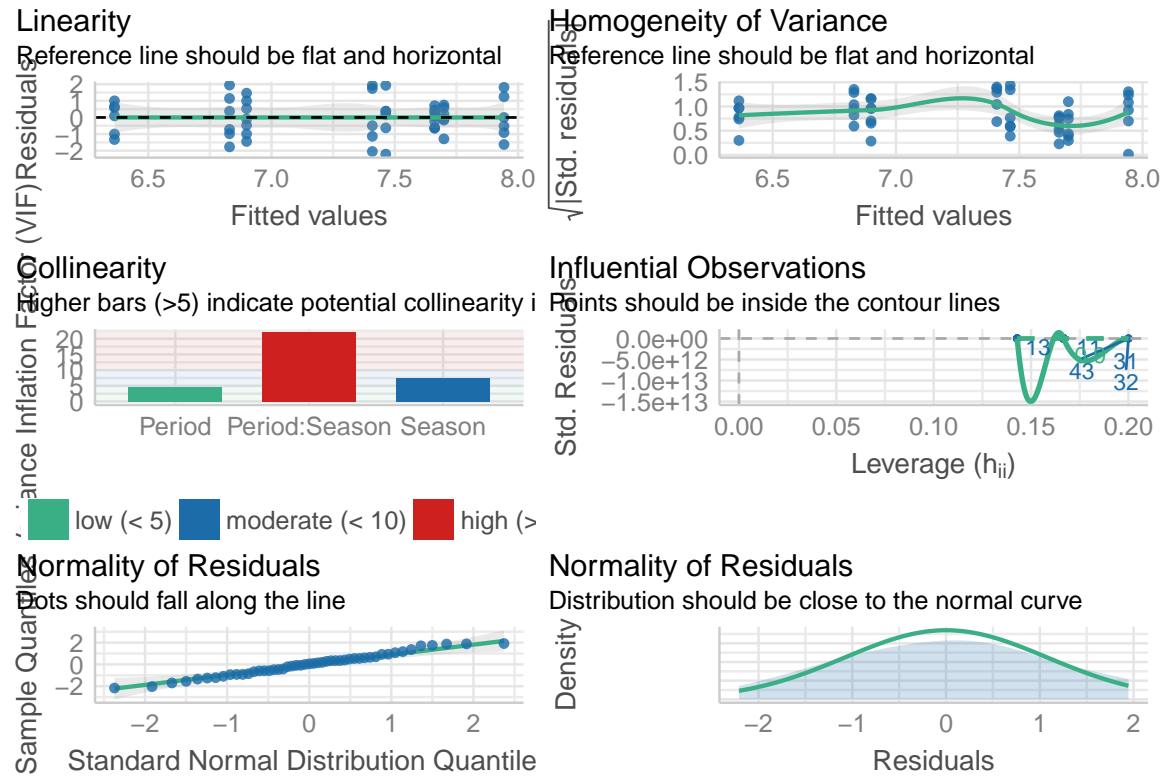 Linearity
Reference line should be flat and horizontal
Residuals
2
1
0
−1
−2
6.5 7.0 7.5 8.0
Fitted values
Homogeneity of Variance
Reference line should be flat and horizontal
√|Std. residuals|
1.5
1.0
0.5
0.0
6.5 7.0 7.5 8.0
Fitted values
Collinearity
Higher bars (>5) indicate potential collinearity i
Inflation Factor (VIF)
20
15
10
5
0
Period Period:Season Season
low (< 5) moderate (< 10) high (>
Influential Observations
Points should be inside the contour lines
Std. Residuals
0.0e+00
−5.0e+12
−1.0e+13
−1.5e+13
13 11
43 31
32
0.00 0.05 0.10 0.15 0.20
Leverage (hii)
Normality of Residuals
Dots should fall along the line
Sample Quantiles
2
0
−2
−2 −1 0 1 2
Standard Normal Distribution Quantile
Normality of Residuals
Distribution should be close to the normal curve
Density
−2 −1 0 1 2
Residuals